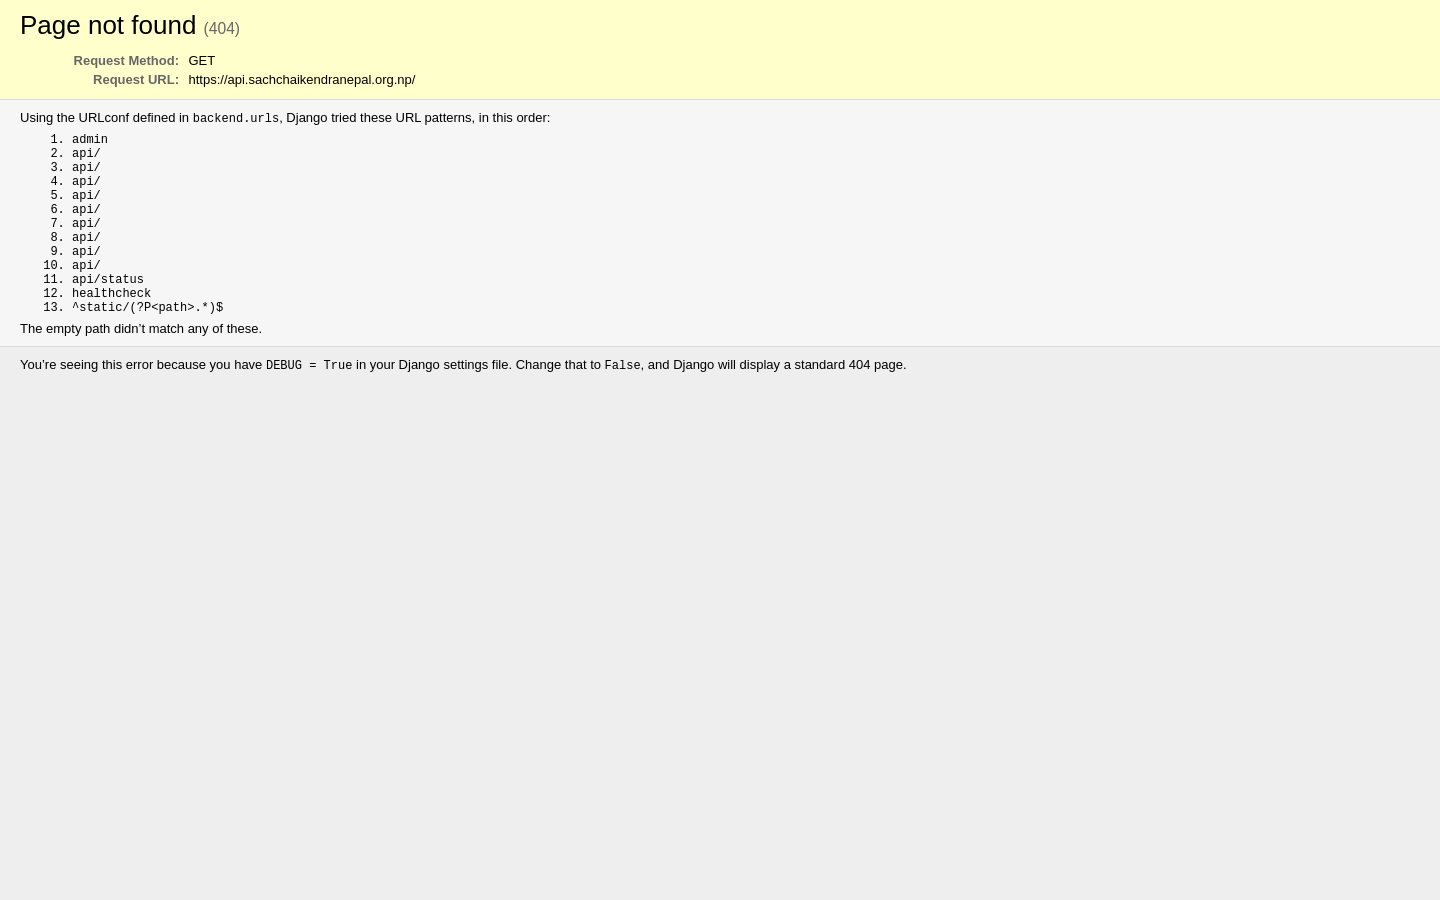 Page not found (404)
Request Method: GET
Request URL: https://api.sachchaikendranepal.org.np/
Using the URLconf defined in backend.urls, Django tried these URL patterns, in this order:
1. admin
2. api/
3. api/
4. api/
5. api/
6. api/
7. api/
8. api/
9. api/
10. api/
11. api/status
12. healthcheck
13. ^static/(?P<path>.*)$
The empty path didn’t match any of these.
You’re seeing this error because you have DEBUG = True in your Django settings file. Change that to False, and Django will display a standard 404 page.